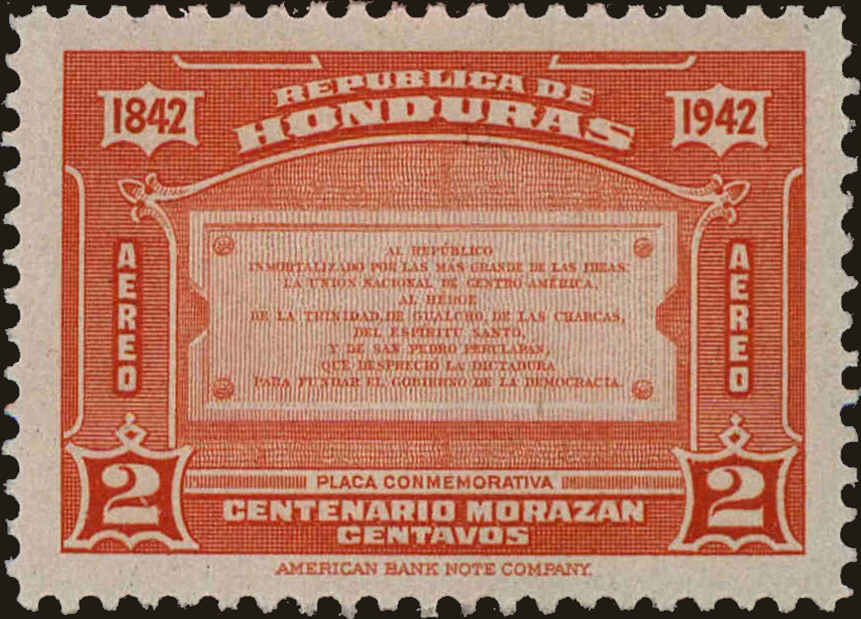 REPUBLICA DE
HONDURAS
1842
1942
AEREO
AEREO
AL REPÚBLICO
INMORTALIZADO POR LAS MAS GRANDE DE LAS IDEAS.
LA UNION NACIONAL DE CENTRO AMÉRICA,
AL HÉROE
DE LA TRINIDAD, DE GUALCHO, DE LAS CHARCAS,
DEL ESPIRITU SANTO,
Y DE SAN PEDRO PERULAPAN,
QUE DESPRECIO LA DICTADURA
PARA FUNDAR EL GOBIERNO DE LA DEMOCRACIA.
PLACA CONMEMORATIVA
2
2
CENTENARIO MORAZAN
CENTAVOS
AMERICAN BANK NOTE COMPANY.